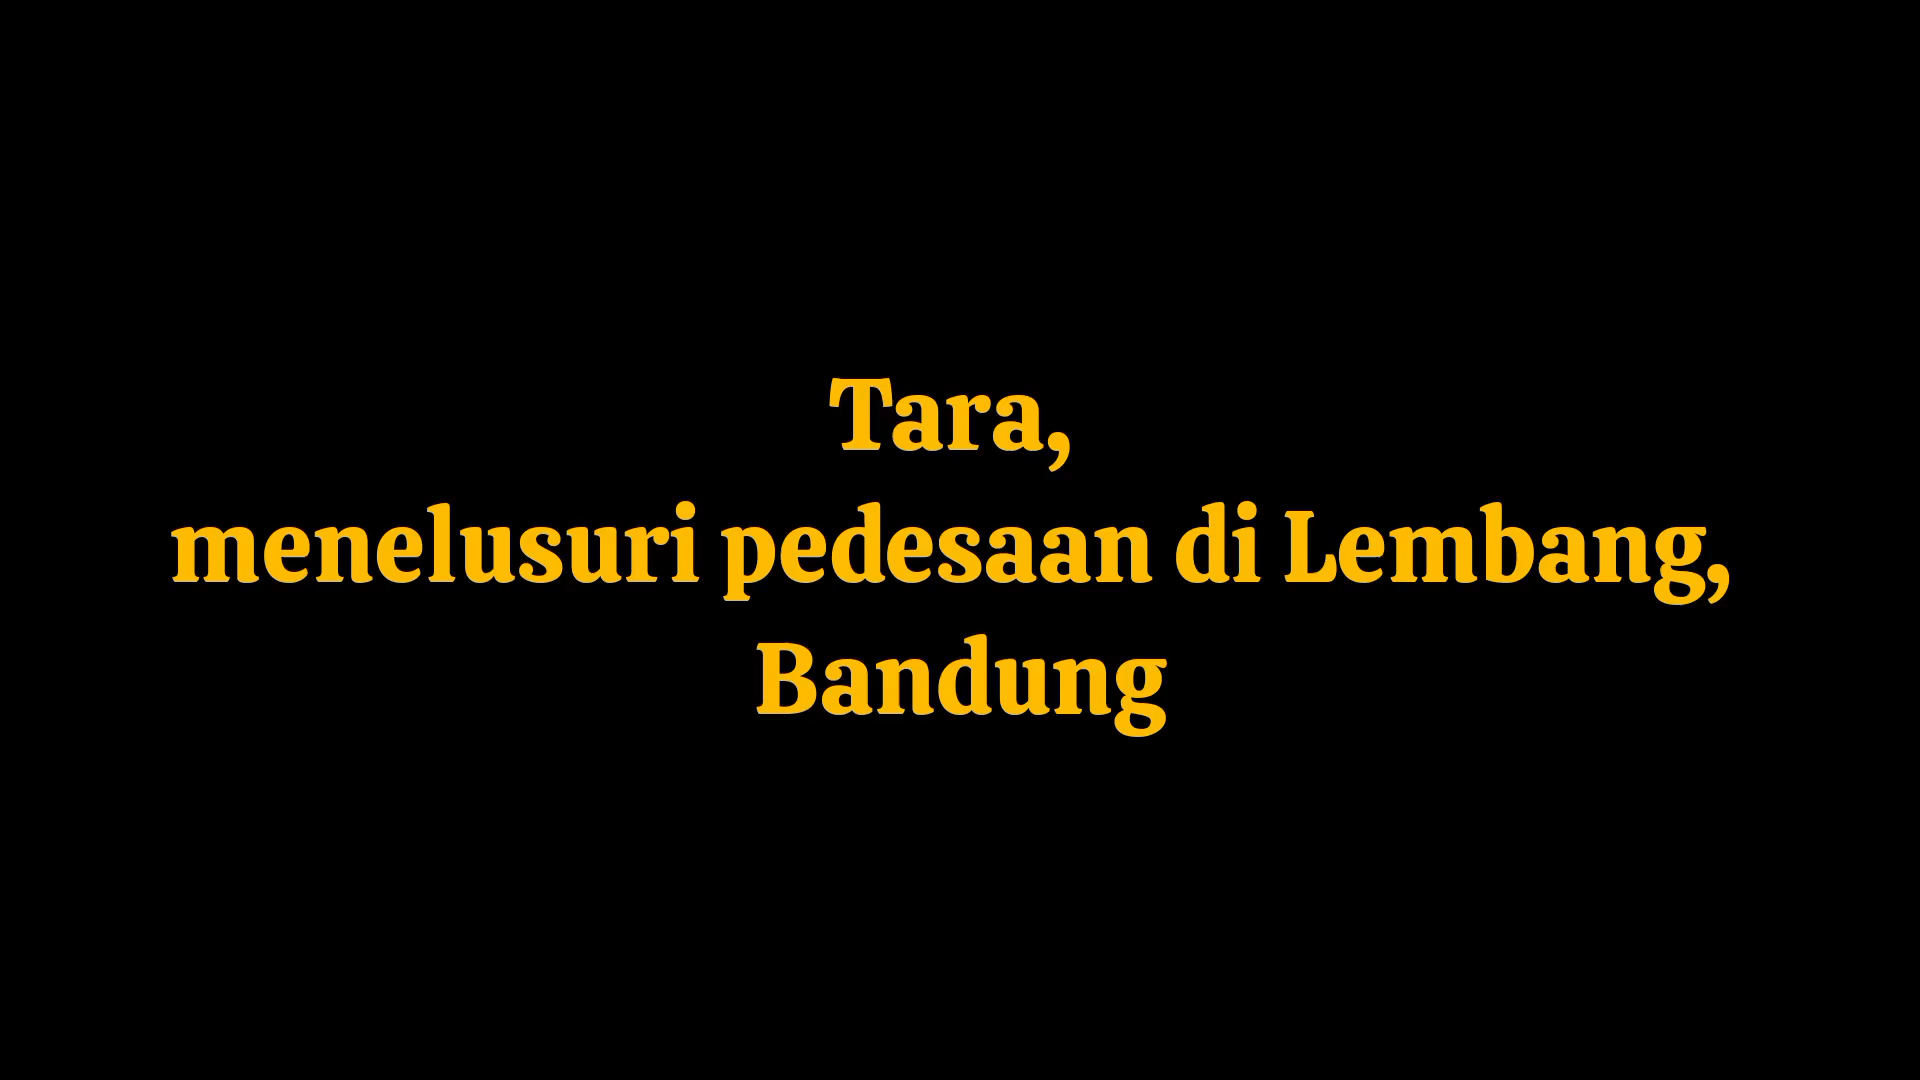 Tara,
menelusuri pedesaan di Lembang,
Bandung